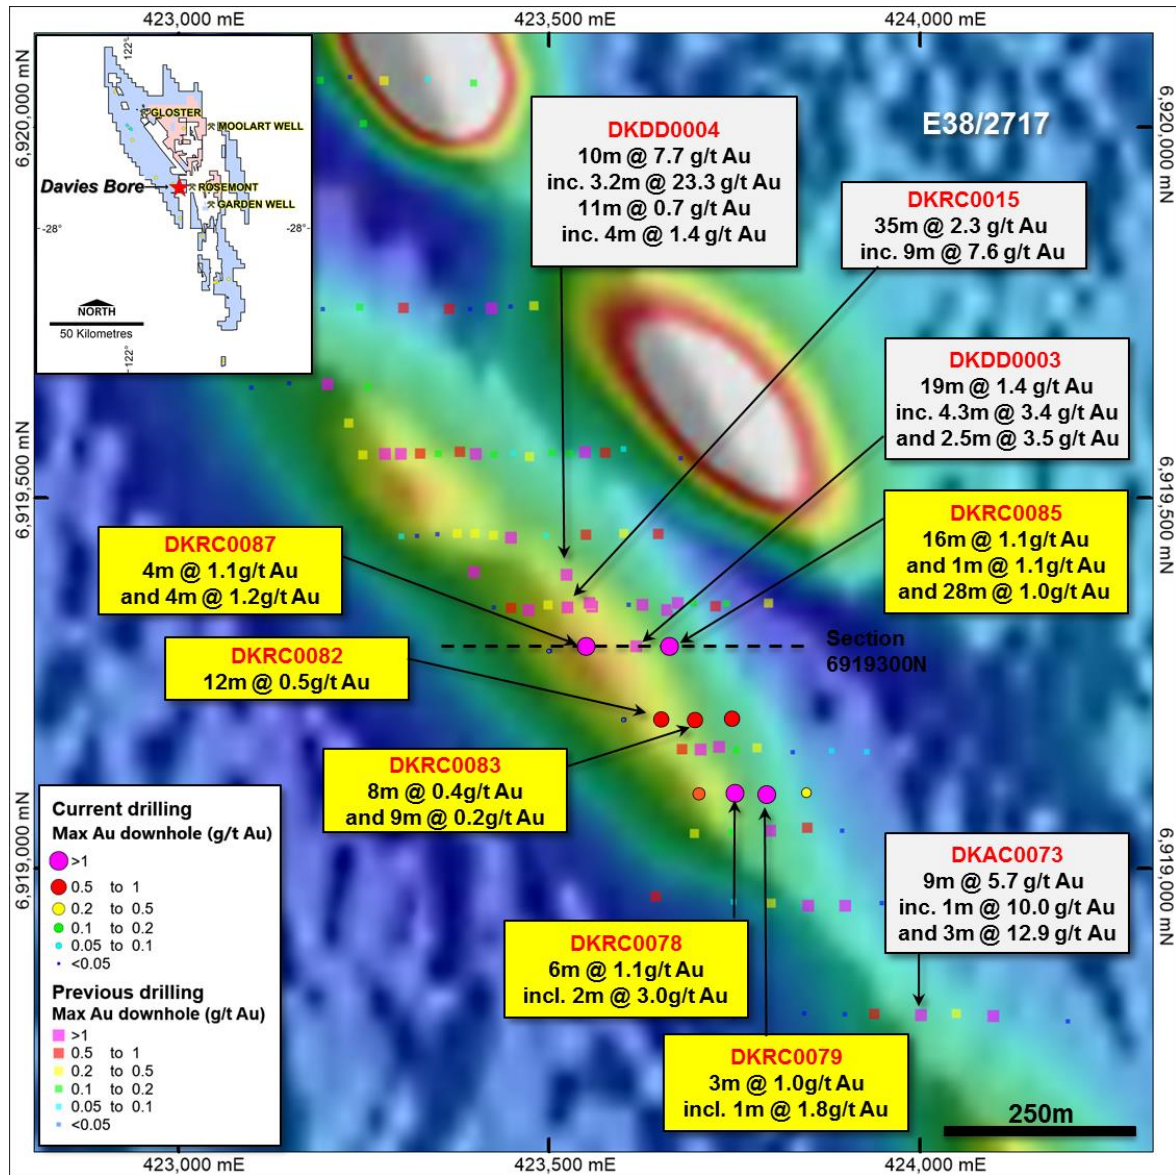 423,000 mE
423,500 mE
424,000 mE
6,920,000 mN
6,919,500 mN
6,919,000 mN
6,920,000 mN
6,919,500 mN
6,919,000 mN
122°
GLOSTER
MOOLART WELL
Davies Bore
ROSEMONT
GARDEN WELL
-28°
-28°
NORTH
50 Kilometres
122°
E38/2717
DKDD0004
10m @ 7.7 g/t Au
inc. 3.2m @ 23.3 g/t Au
11m @ 0.7 g/t Au
inc. 4m @ 1.4 g/t Au
DKRC0015
35m @ 2.3 g/t Au
inc. 9m @ 7.6 g/t Au
DKDD0003
19m @ 1.4 g/t Au
inc. 4.3m @ 3.4 g/t Au
and 2.5m @ 3.5 g/t Au
DKRC0085
16m @ 1.1g/t Au
and 1m @ 1.1g/t Au
and 28m @ 1.0g/t Au
DKRC0087
4m @ 1.1g/t Au
and 4m @ 1.2g/t Au
Section
6919300N
DKRC0082
12m @ 0.5g/t Au
DKRC0083
8m @ 0.4g/t Au
and 9m @ 0.2g/t Au
DKAC0073
9m @ 5.7 g/t Au
inc. 1m @ 10.0 g/t Au
and 3m @ 12.9 g/t Au
DKRC0078
6m @ 1.1g/t Au
incl. 2m @ 3.0g/t Au
DKRC0079
3m @ 1.0g/t Au
incl. 1m @ 1.8g/t Au
Current drilling
Max Au downhole (g/t Au)
>1
0.5 to 1
0.2 to 0.5
0.1 to 0.2
0.05 to 0.1
<0.05
Previous drilling
Max Au downhole (g/t Au)
>1
0.5 to 1
0.2 to 0.5
0.1 to 0.2
0.05 to 0.1
<0.05
250m
423,000 mE
423,500 mE
424,000 mE